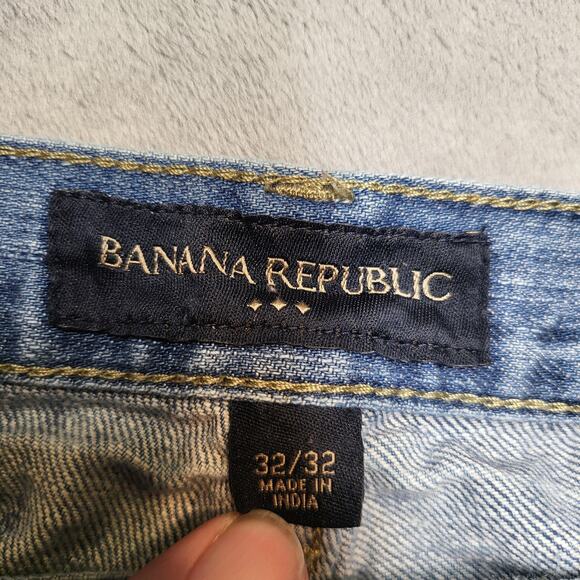 BANANA REPUBLIC
32/32
MADE IN
INDIA